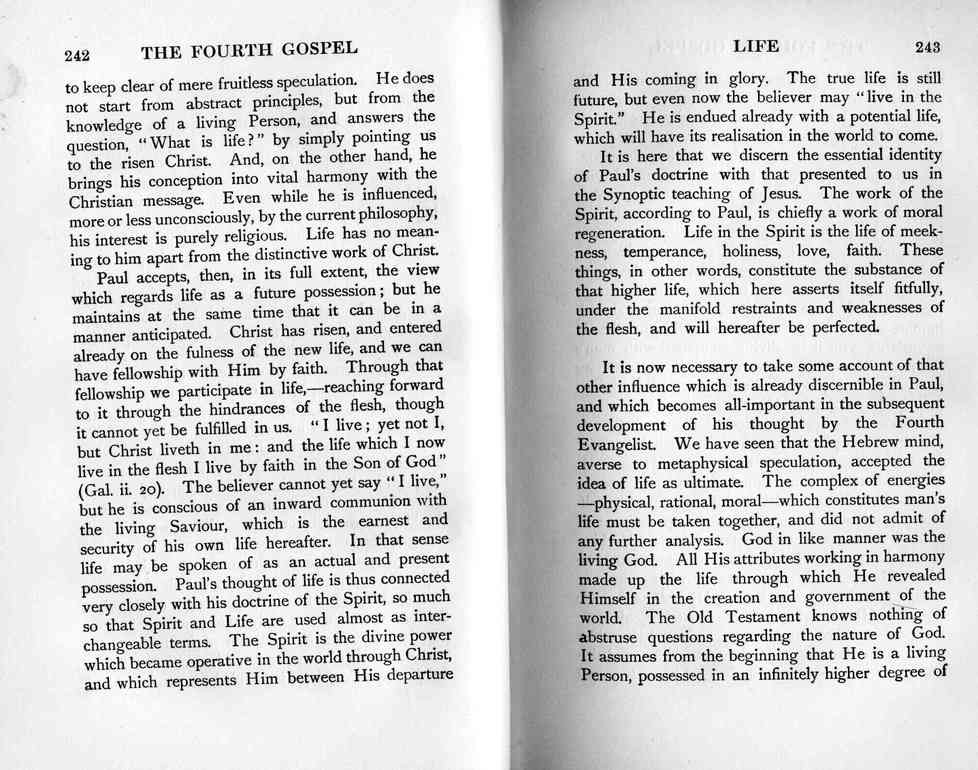 242 THE FOURTH GOSPEL
to keep clear of mere fruitless speculation. He does
not start from abstract principles, but from the
knowledge of a living Person, and answers the
question, “What is life?” by simply pointing us
to the risen Christ. And, on the other hand, he
brings his conception into vital harmony with the
Christian message. Even while he is influenced,
more or less unconsciously, by the current philosophy,
his interest is purely religious. Life has no mean-
ing to him apart from the distinctive work of Christ.
Paul accepts, then, in its full extent, the view
which regards life as a future possession; but he
maintains at the same time that it can be in a
manner anticipated. Christ has risen, and entered
already on the fulness of the new life, and we can
have fellowship with Him by faith. Through that
fellowship we participate in life,—reaching forward
to it through the hindrances of the flesh, though
it cannot yet be fulfilled in us. “I live; yet not I,
but Christ liveth in me: and the life which I now
live in the flesh I live by faith in the Son of God”
(Gal. ii. 20). The believer cannot yet say “I live,”
but he is conscious of an inward communion with
the living Saviour, which is the earnest and
security of his own life hereafter. In that sense
life may be spoken of as an actual and present
possession. Paul's thought of life is thus connected
very closely with his doctrine of the Spirit, so much
so that Spirit and Life are used almost as inter-
changeable terms. The Spirit is the divine power
which became operative in the world through Christ,
and which represents Him between His departure
LIFE 243
and His coming in glory. The true life is still
future, but even now the believer may “live in the
Spirit.” He is endued already with a potential life,
which will have its realisation in the world to come.
It is here that we discern the essential identity
of Paul's doctrine with that presented to us in
the Synoptic teaching of Jesus. The work of the
Spirit, according to Paul, is chiefly a work of moral
regeneration. Life in the Spirit is the life of meek-
ness, temperance, holiness, love, faith. These
things, in other words, constitute the substance of
that higher life, which here asserts itself fitfully,
under the manifold restraints and weaknesses of
the flesh, and will hereafter be perfected.
It is now necessary to take some account of that
other influence which is already discernible in Paul,
and which becomes all-important in the subsequent
development of his thought by the Fourth
Evangelist. We have seen that the Hebrew mind,
averse to metaphysical speculation, accepted the
idea of life as ultimate. The complex of energies
—physical, rational, moral—which constitutes man's
life must be taken together, and did not admit of
any further analysis. God in like manner was the
living God. All His attributes working in harmony
made up the life through which He revealed
Himself in the creation and government of the
world. The Old Testament knows nothing of
abstruse questions regarding the nature of God.
It assumes from the beginning that He is a living
Person, possessed in an infinitely higher degree of